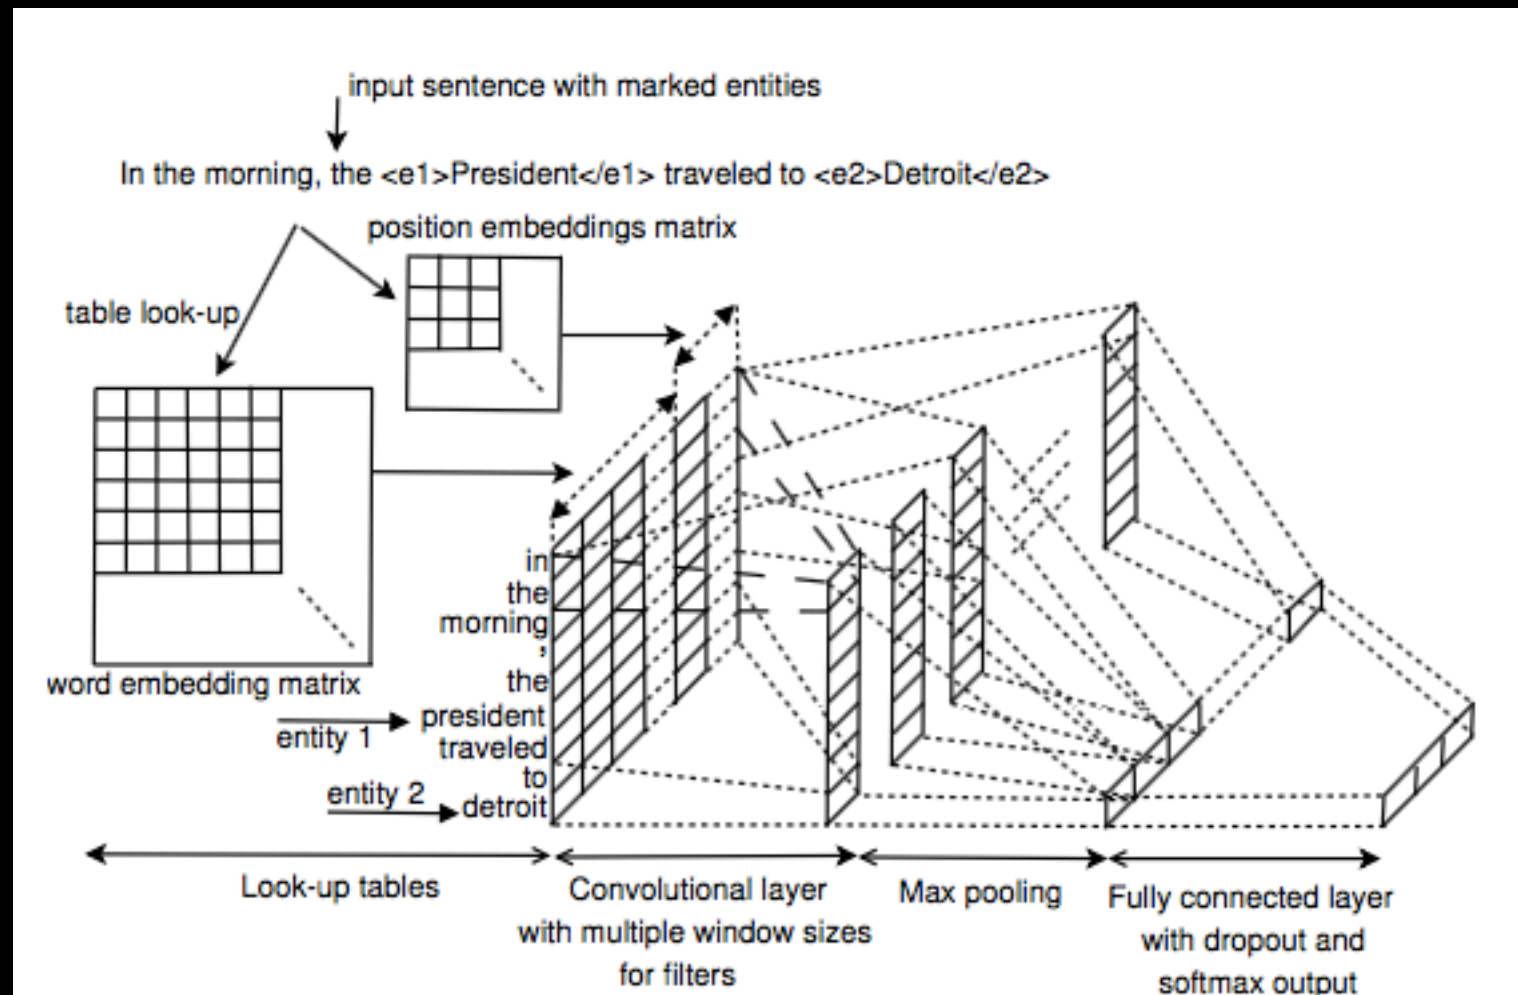 input sentence with marked entities
In the morning, the <e1>President</e1> traveled to <e2>Detroit</e2>
position embeddings matrix
table look-up
in
the
morning
,
the
president
traveled
to
detroit
word embedding matrix
entity 1
entity 2
Look-up tables
Convolutional layer
with multiple window sizes
for filters
Max pooling
Fully connected layer
with dropout and
softmax output